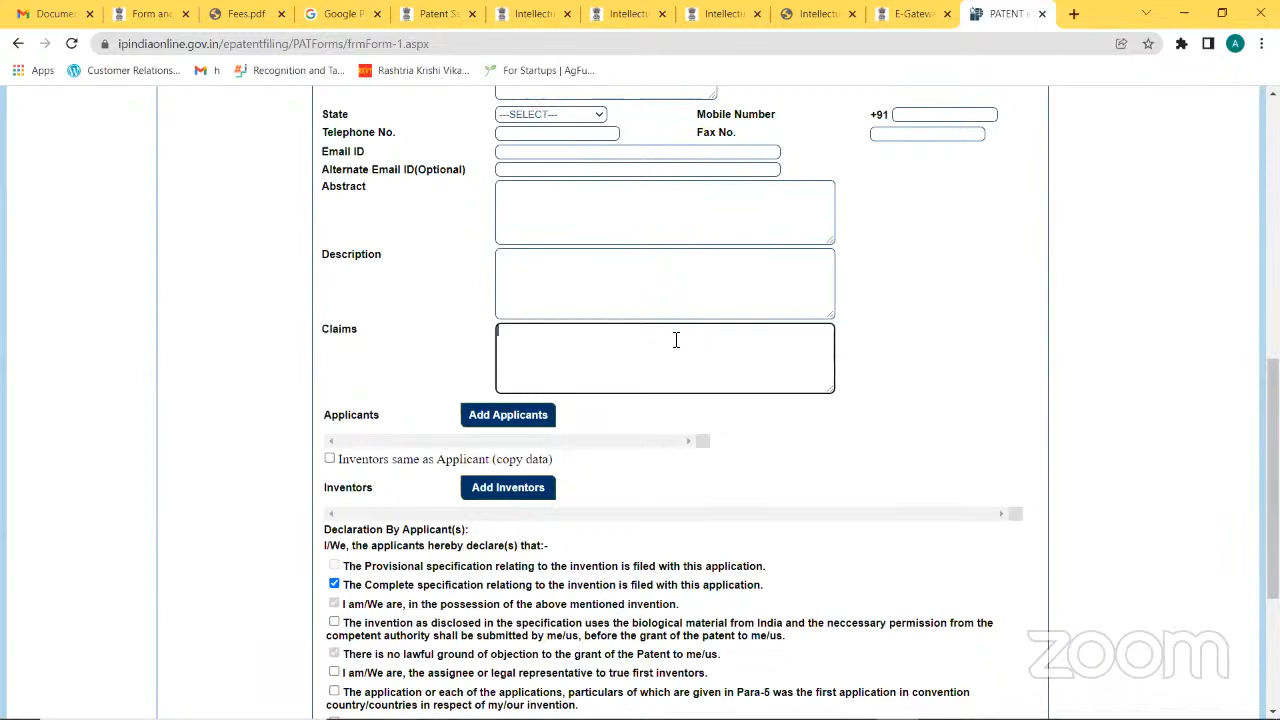 Docume
Form and
Fees.pdf
Google P
Patent S
Intellectu
Intellectu
Intellectu
Intellectu
E-Gatew
PATENT e
ipindiaonline.gov.in/epatentfiling/PATForms/frmForm-1.aspx
A
Apps
Customer Relations...
h
Recognition and Ta...
Rashtria Krishi Vika...
For Startups | AgFu...
State
---SELECT---
Mobile Number
+91
Telephone No.
Fax No.
Email ID
Alternate Email ID(Optional)
Abstract
Description
Claims
Applicants
Add Applicants
Inventors same as Applicant (copy data)
Inventors
Add Inventors
Declaration By Applicant(s):
I/We, the applicants hereby declare(s) that:-
The Provisional specification relating to the invention is filed with this application.
The Complete specification relationg to the invention is filed with this application.
I am/We are, in the possession of the above mentioned invention.
The invention as disclosed in the specification uses the biological material from India and the neccessary permission from the
competent authority shall be submitted by me/us, before the grant of the patent to me/us.
There is no lawful ground of objection to the grant of the Patent to me/us.
I am/We are, the assignee or legal representative to true first inventors.
The application or each of the applications, particulars of which are given in Para-5 was the first application in convention
country/countries in respect of my/our invention.
zoom